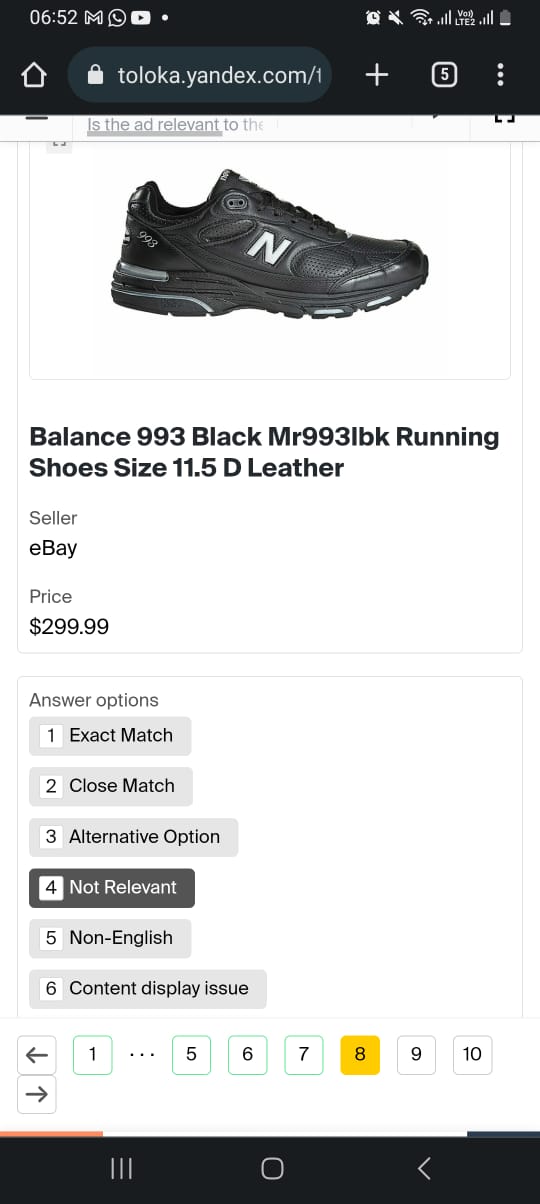 06:52
Vo))
LTE2
toloka.yandex.com/t
5
Is the ad relevant to the
993
N
Balance 993 Black Mr993lbk Running
Shoes Size 11.5 D Leather
Seller
eBay
Price
$299.99
Answer options
1 Exact Match
2 Close Match
3 Alternative Option
4 Not Relevant
5 Non-English
6 Content display issue
1 ... 5 6 7 8 9 10